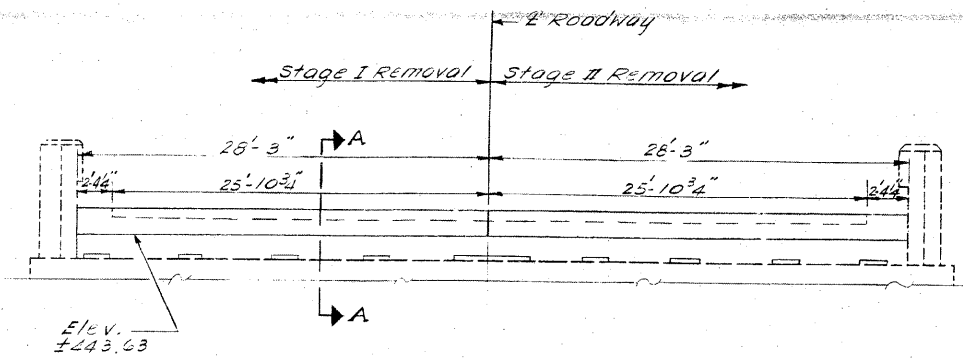 ℄ Roadway
Stage I Removal
Stage II Removal
A
28'-3"
28'-3"
2'-4¼"
25'-10¾"
25'-10¾"
2'-4¼"
A
Elev.
±443.63